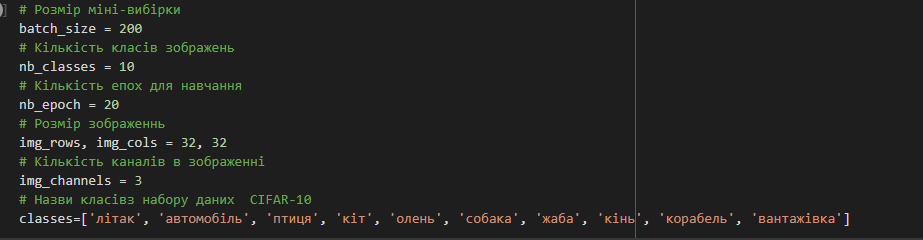 # Розмір міні-вибірки
batch_size = 200
# Кількість класів зображень
nb_classes = 10
# Кількість епох для навчання
nb_epoch = 20
# Розмір зображеннь
img_rows, img_cols = 32, 32
# Кількість каналів в зображенні
img_channels = 3
# Назви класівз набору даних  CIFAR-10
classes=['літак', 'автомобіль', 'птиця', 'кіт', 'олень', 'собака', 'жаба', 'кінь', 'корабель', 'вантажівка']